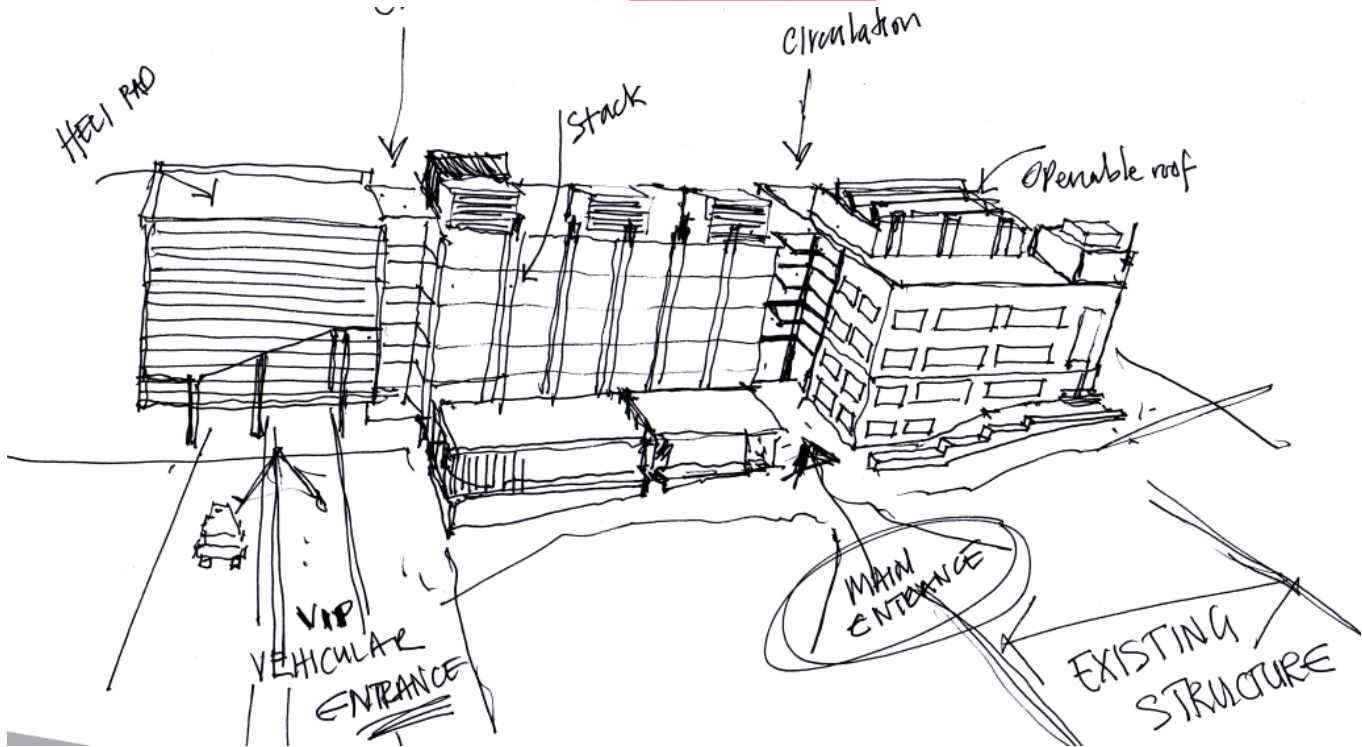 Circulation
HELI PAD
Stack
Openable roof
MAIN
ENTRANCE
VIP
VEHICULAR
ENTRANCE
EXISTING
STRUCTURE